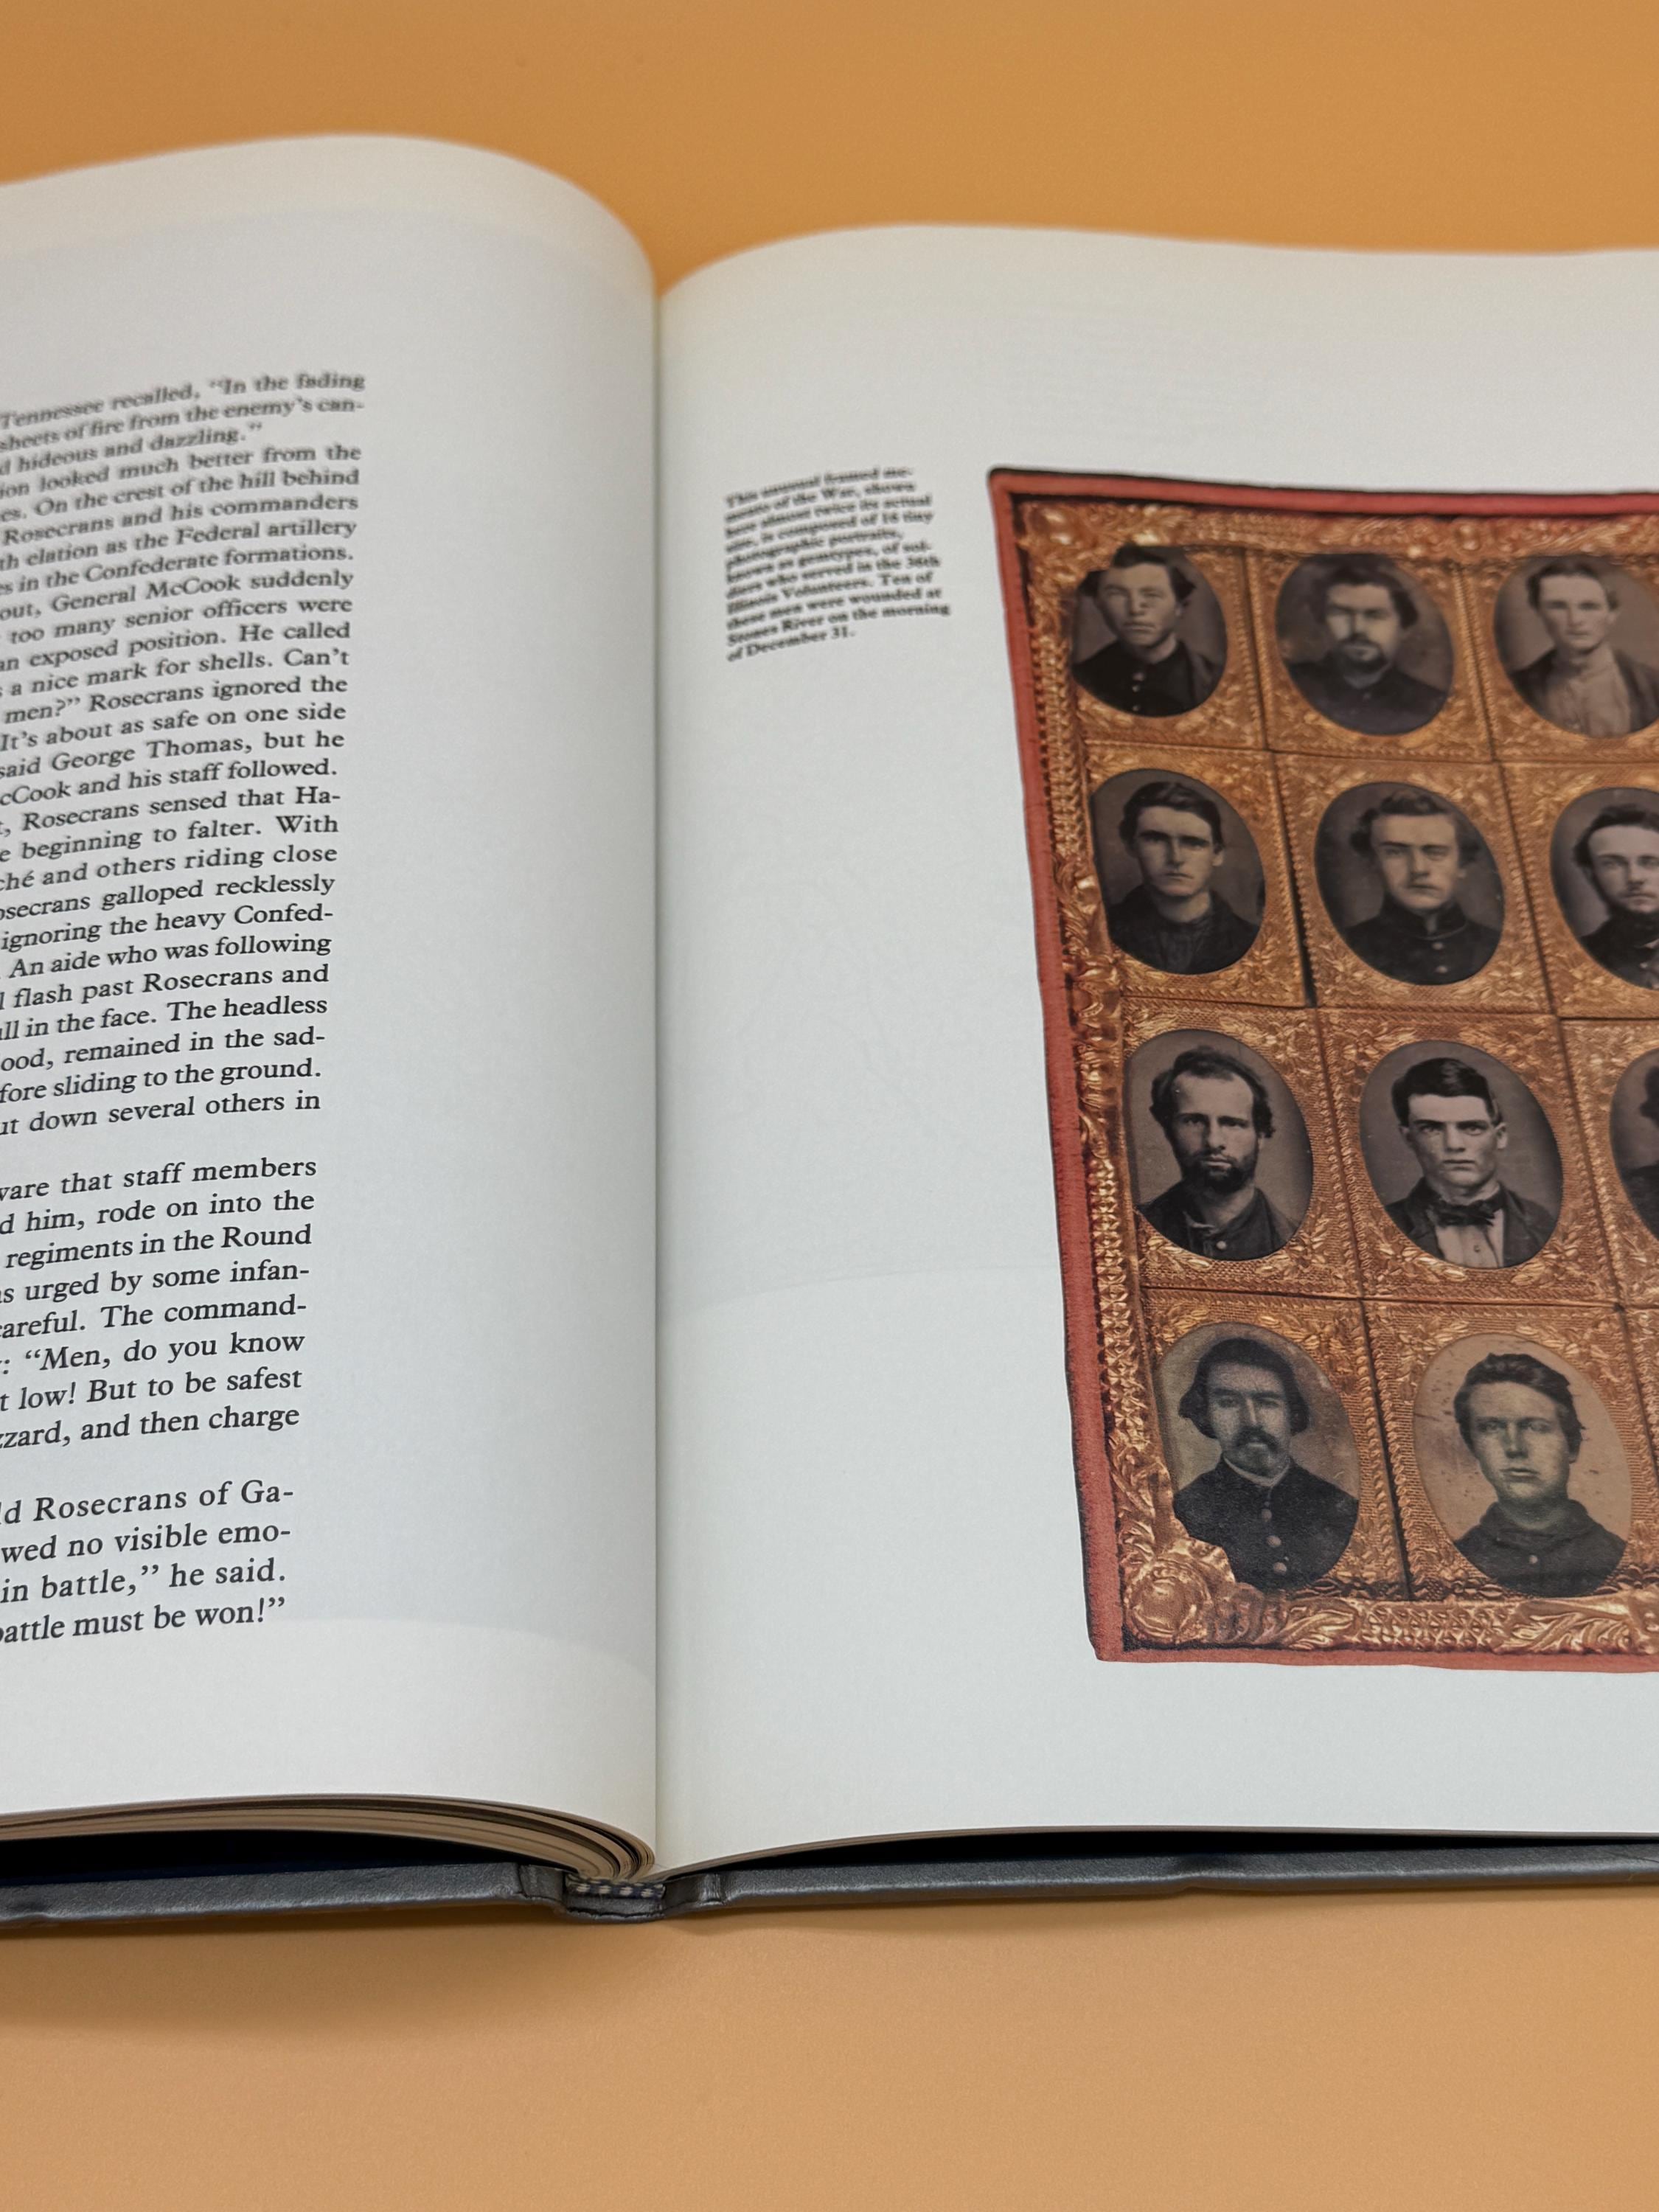 Tennessee recalled, “In the fading
sheets of fire from the enemy’s can-
d hideous and dazzling.”
ion looked much better from the
es. On the crest of the hill behind
Rosecrans and his commanders
th elation as the Federal artillery
es in the Confederate formations.
out, General McCook suddenly
too many senior officers were
an exposed position. He called
s a nice mark for shells. Can’t
men?” Rosecrans ignored the
It’s about as safe on one side
said George Thomas, but he
cCook and his staff followed.
t, Rosecrans sensed that Ha-
e beginning to falter. With
ché and others riding close
osecrans galloped recklessly
ignoring the heavy Confed-
An aide who was following
l flash past Rosecrans and
ull in the face. The headless
ood, remained in the sad-
fore sliding to the ground.
ut down several others in
ware that staff members
d him, rode on into the
regiments in the Round
as urged by some infan-
careful. The command-
: “Men, do you know
t low! But to be safest
zzard, and then charge
ld Rosecrans of Ga-
wed no visible emo-
in battle,” he said.
battle must be won!”
This unusual framed me-
mento of the War, shown
here almost twice its actual
size, is composed of 16 tiny
photographic portraits,
known as gemtypes, of sol-
diers who served in the 36th
Illinois Volunteers. Ten of
these men were wounded at
Stones River on the morning
of December 31.